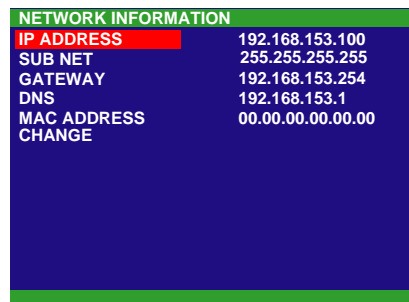 NETWORK INFORMATION
IP ADDRESS 192.168.153.100
SUB NET 255.255.255.255
GATEWAY 192.168.153.254
DNS 192.168.153.1
MAC ADDRESS 00.00.00.00.00.00
CHANGE